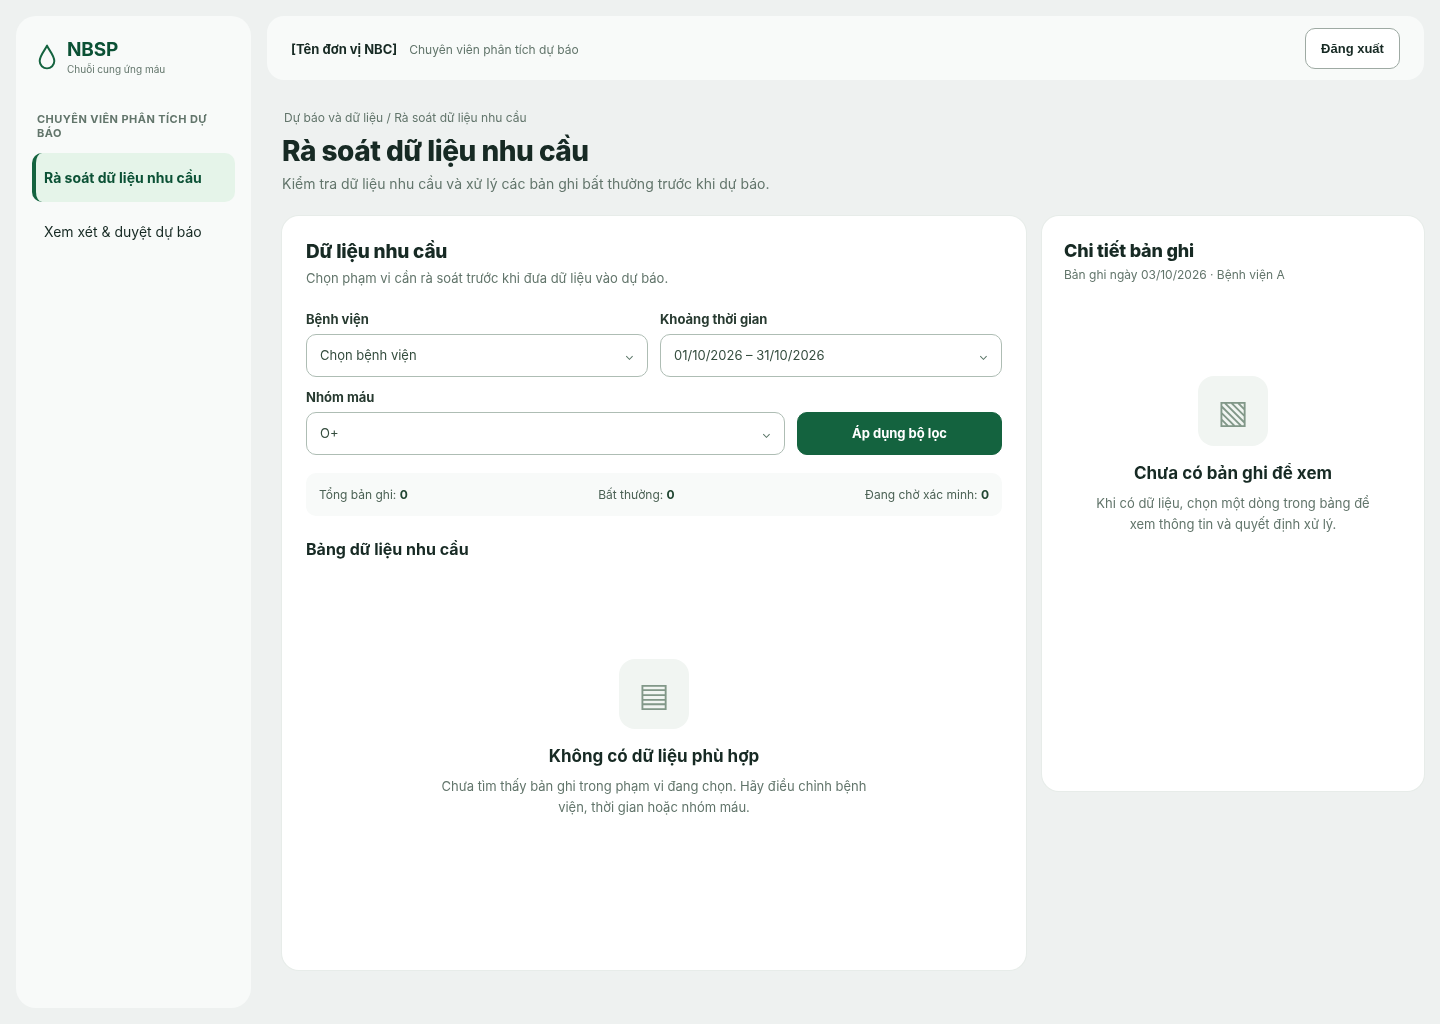 NBSP
Chuỗi cung ứng máu
CHUYÊN VIÊN PHÂN TÍCH DỰ
BÁO
Rà soát dữ liệu nhu cầu
Xem xét & duyệt dự báo
[Tên đơn vị NBC] Chuyên viên phân tích dự báo
Đăng xuất
Dự báo và dữ liệu / Rà soát dữ liệu nhu cầu
Rà soát dữ liệu nhu cầu
Kiểm tra dữ liệu nhu cầu và xử lý các bản ghi bất thường trước khi dự báo.
Dữ liệu nhu cầu
Chọn phạm vi cần rà soát trước khi đưa dữ liệu vào dự báo.
Bệnh viện
Khoảng thời gian
Chọn bệnh viện
01/10/2026 – 31/10/2026
Nhóm máu
O+
Áp dụng bộ lọc
Tổng bản ghi: 0
Bất thường: 0
Đang chờ xác minh: 0
Bảng dữ liệu nhu cầu
Không có dữ liệu phù hợp
Chưa tìm thấy bản ghi trong phạm vi đang chọn. Hãy điều chỉnh bệnh
viện, thời gian hoặc nhóm máu.
Chi tiết bản ghi
Bản ghi ngày 03/10/2026 · Bệnh viện A
Chưa có bản ghi để xem
Khi có dữ liệu, chọn một dòng trong bảng để
xem thông tin và quyết định xử lý.